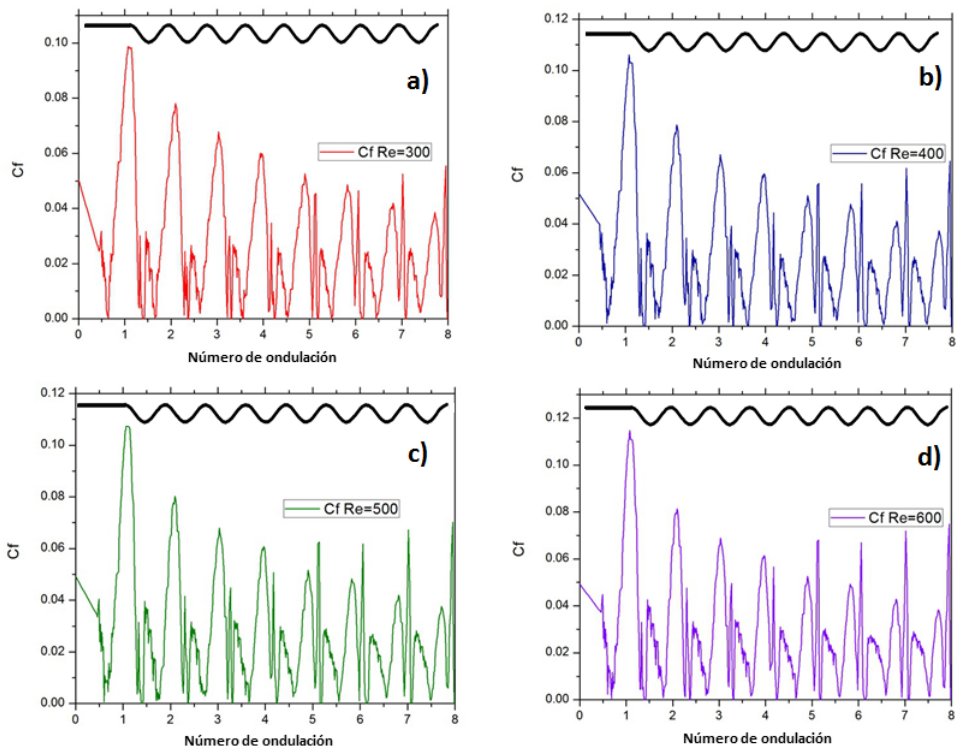 a)
Cf Re=300
0.10
0.08
0.06
0.04
0.02
0.00
Cf
0 1 2 3 4 5 6 7 8
Número de ondulación
b)
Cf Re=400
0.12
0.10
0.08
0.06
0.04
0.02
0.00
Cf
0 1 2 3 4 5 6 7 8
Número de ondulación
c)
Cf Re=500
0.12
0.10
0.08
0.06
0.04
0.02
0.00
Cf
0 1 2 3 4 5 6 7 8
Número de ondulación
d)
Cf Re=600
0.12
0.10
0.08
0.06
0.04
0.02
0.00
Cf
0 1 2 3 4 5 6 7 8
Número de ondulación